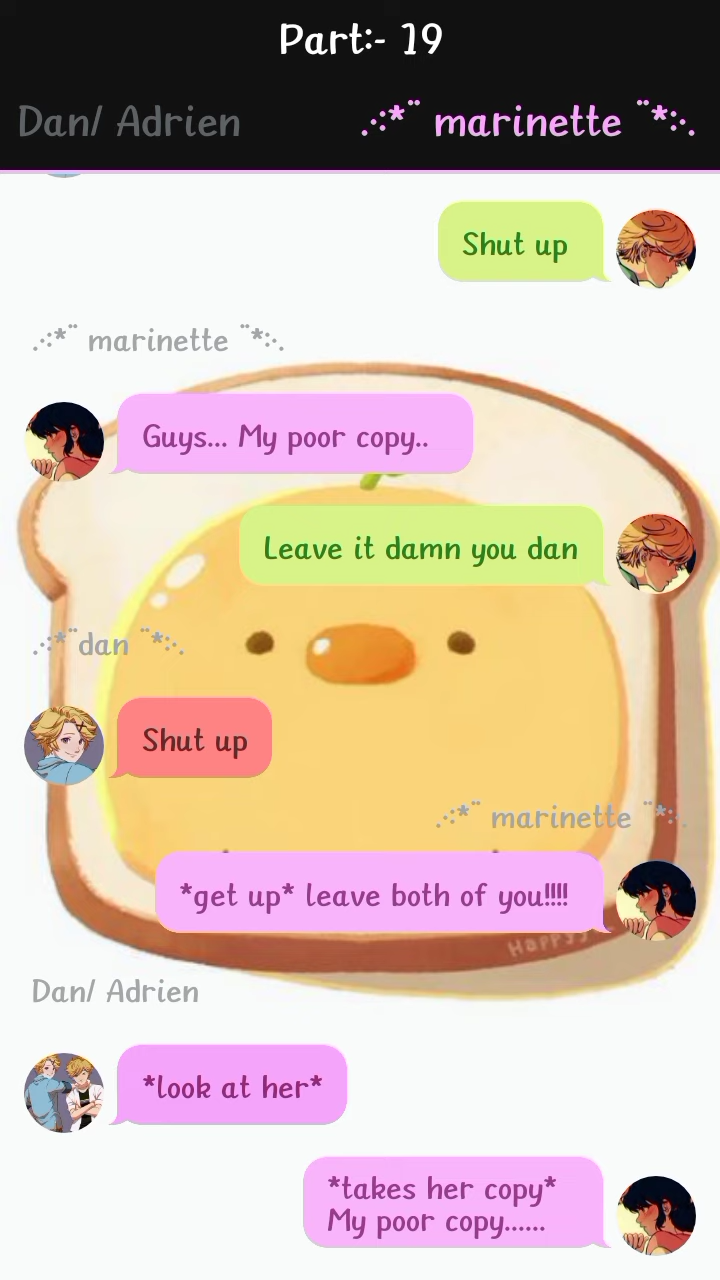 Part:- 19
Dan/ Adrien
.·:*¨ marinette ¨*:·.
Shut up
.·:*¨ marinette ¨*:·.
Guys... My poor copy..
Leave it damn you dan
.·:*¨dan ¨*:·.
Shut up
.·:*¨ marinette ¨*:·.
*get up* leave both of you!!!!
Happyy
Dan/ Adrien
*look at her*
*takes her copy*
My poor copy......